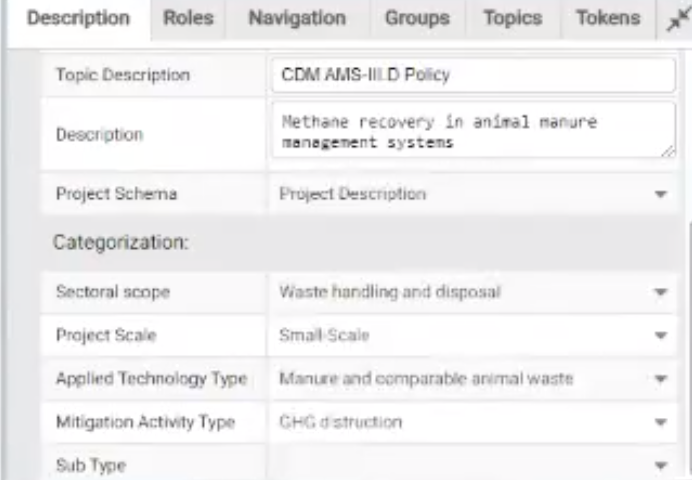 Description Roles Navigation Groups Topics Tokens
Topic Description CDM AMS-III.D Policy
Description Methane recovery in animal manure
management systems
Project Schema Project Description
Categorization:
Sectoral scope Waste handling and disposal
Project Scale Small-Scale
Applied Technology Type Manure and comparable animal waste
Mitigation Activity Type GHG distruction
Sub Type